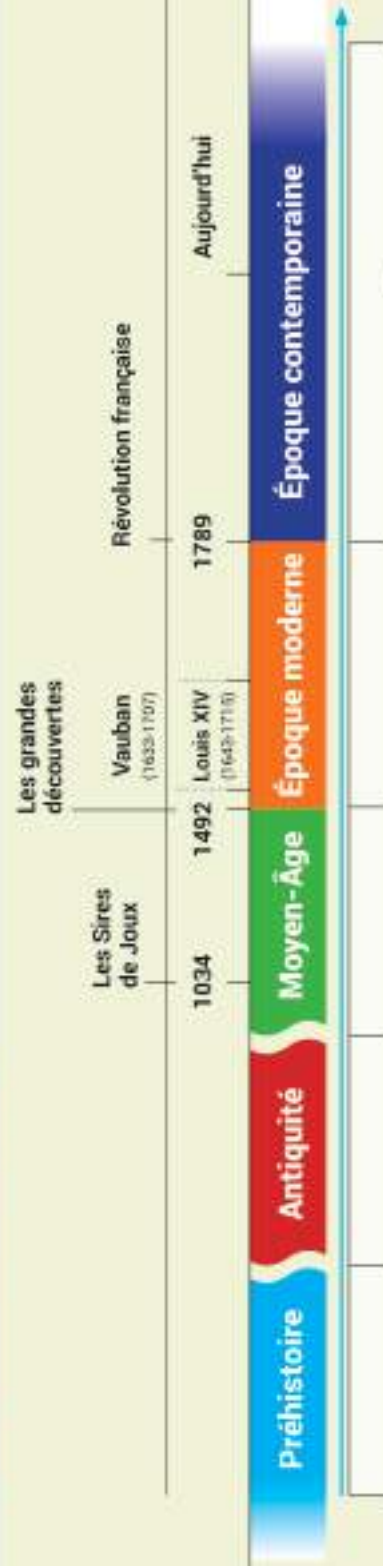 Les grandes
découvertes
Les Sires
de Joux
Vauban
(1633-1707)
Révolution française
1034
1492
Louis XIV
(1643-1715)
1789
Aujourd'hui
Préhistoire
Antiquité
Moyen-Âge
Époque moderne
Époque contemporaine